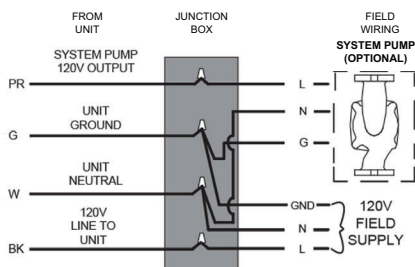 FROM
UNIT
JUNCTION
BOX
FIELD
WIRING
SYSTEM PUMP
(OPTIONAL)
SYSTEM PUMP
120V OUTPUT
PR
L
N
UNIT
GROUND
G
G
UNIT
NEUTRAL
W
GND
120V
FIELD
SUPPLY
120V
LINE TO
UNIT
N
BK
L